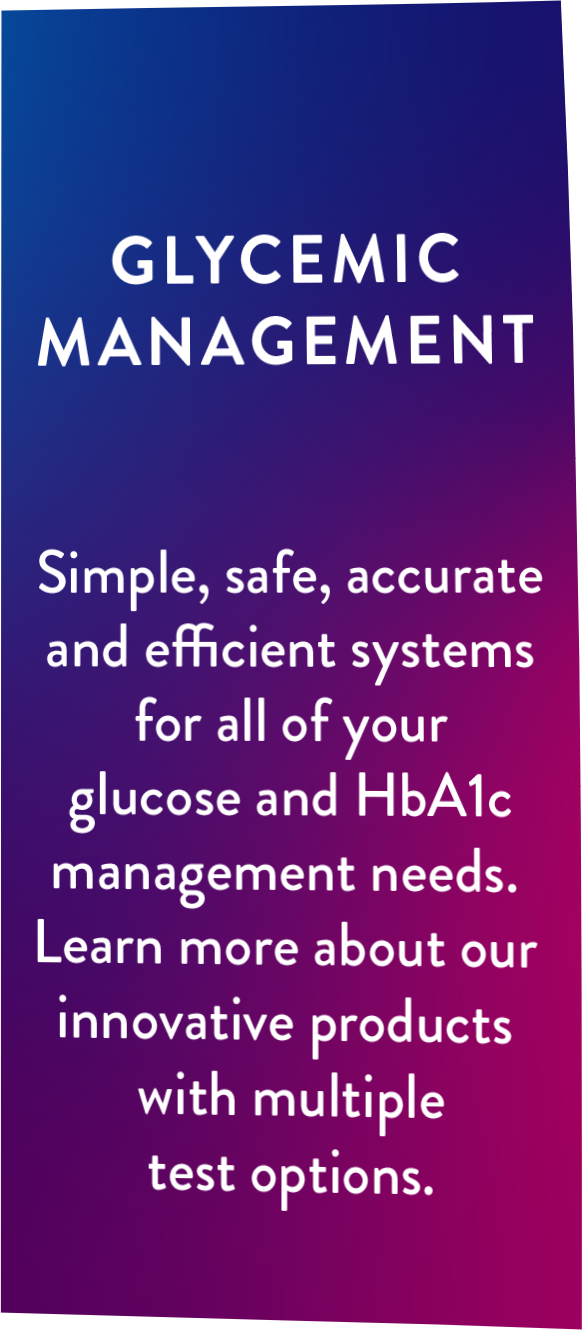 GLYCEMIC
MANAGEMENT
Simple, safe, accurate
and efficient systems
for all of your
glucose and HbA1c
management needs.
Learn more about our
innovative products
with multiple
test options.